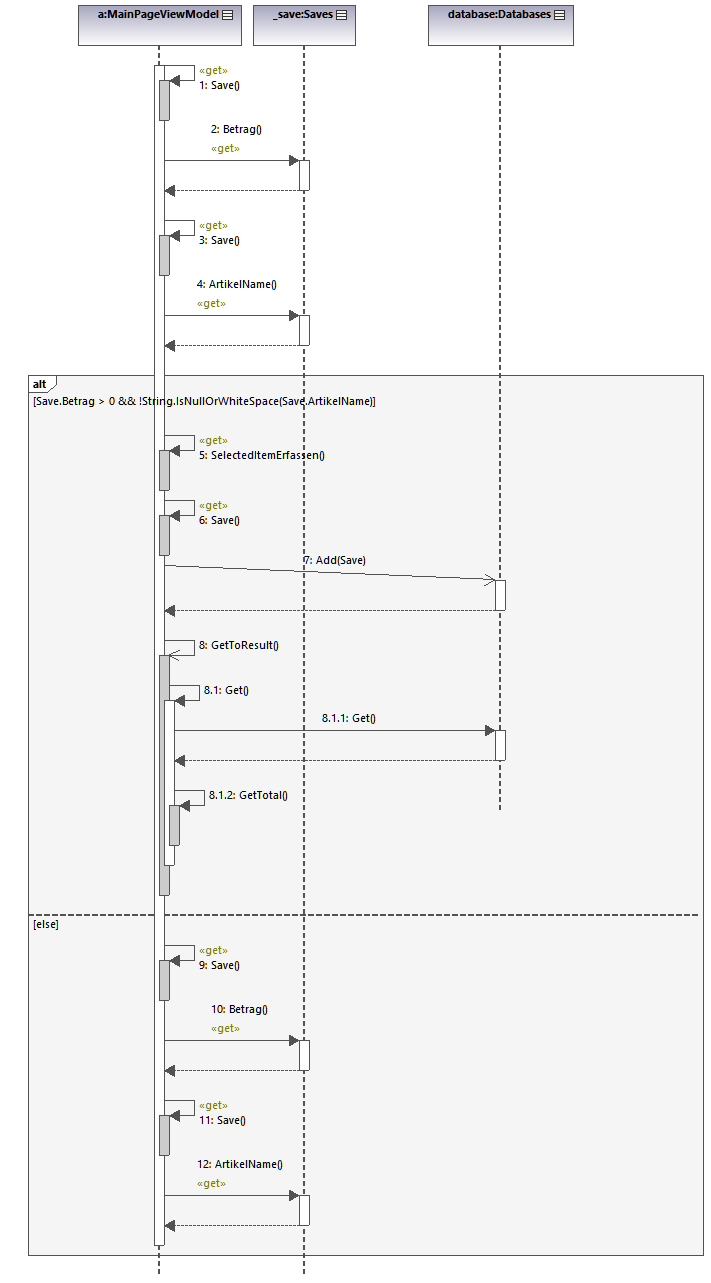 a:MainPageViewModel
_save:Saves
database:Databases
«get»
1: Save()
2: Betrag()
«get»
«get»
3: Save()
4: ArtikelName()
«get»
alt
[Save.Betrag > 0 && !String.IsNullOrWhiteSpace(Save.ArtikelName)]
«get»
5: SelectedItemErfassen()
«get»
6: Save()
7: Add(Save)
8: GetToResult()
8.1: Get()
8.1.1: Get()
8.1.2: GetTotal()
[else]
«get»
9: Save()
10: Betrag()
«get»
«get»
11: Save()
12: ArtikelName()
«get»